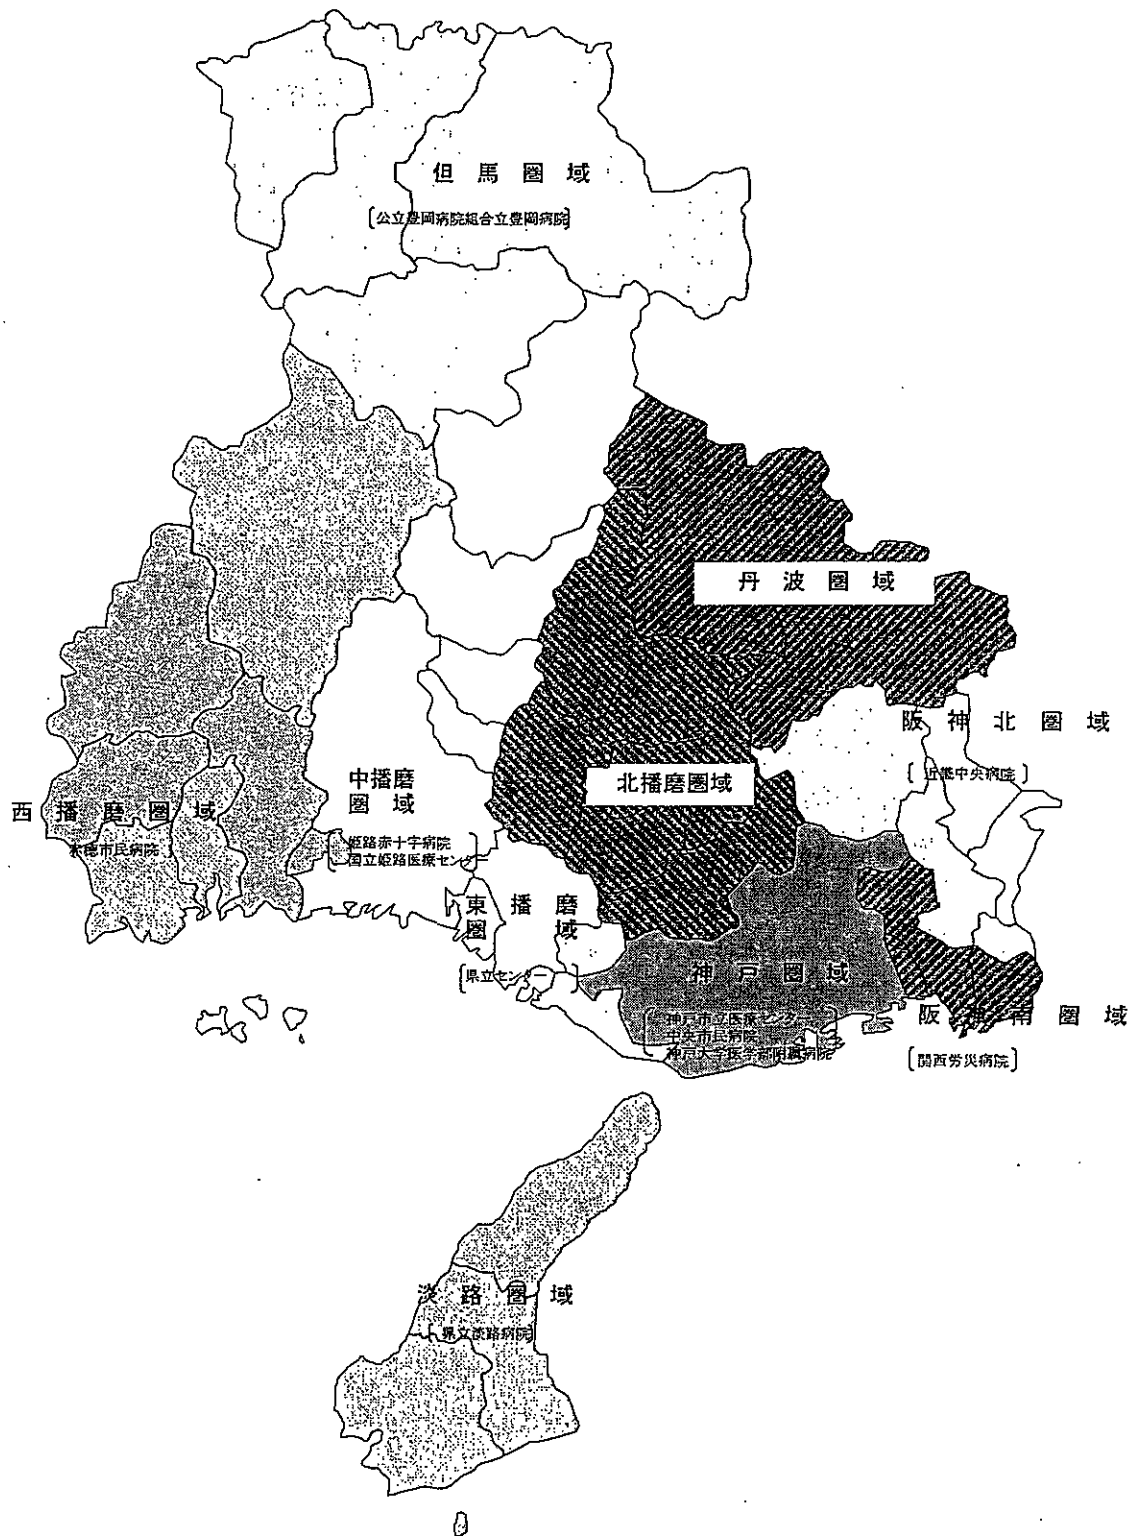 但馬圏域
公立豊岡病院組合立豊岡病院
丹波圏域
阪神北圏域
近畿中央病院
北播磨圏域
中播磨
圏域
姫路赤十字病院
国立姫路医療センター
西播磨圏域
市民病院
東播磨
圏域
県立センター
神戸圏域
神戸市立医療センター
中央市民病院
神戸大学医学部附属病院
阪神南圏域
関西労災病院
淡路圏域
県立淡路病院